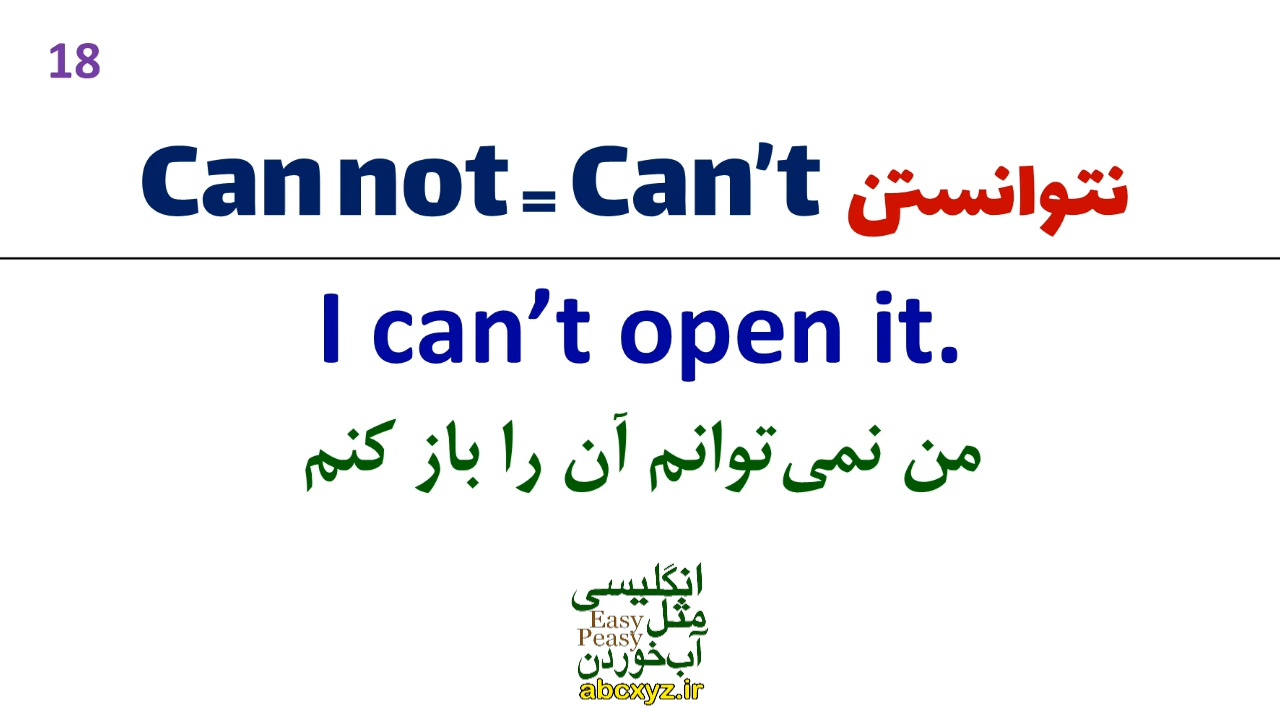 18
Can not = Can’t نتوانستن
I can’t open it.
من نمی‌توانم آن را باز کنم
انگلیسی
مثل
Easy
Peasy
آب‌خوردن
abcxyz.ir